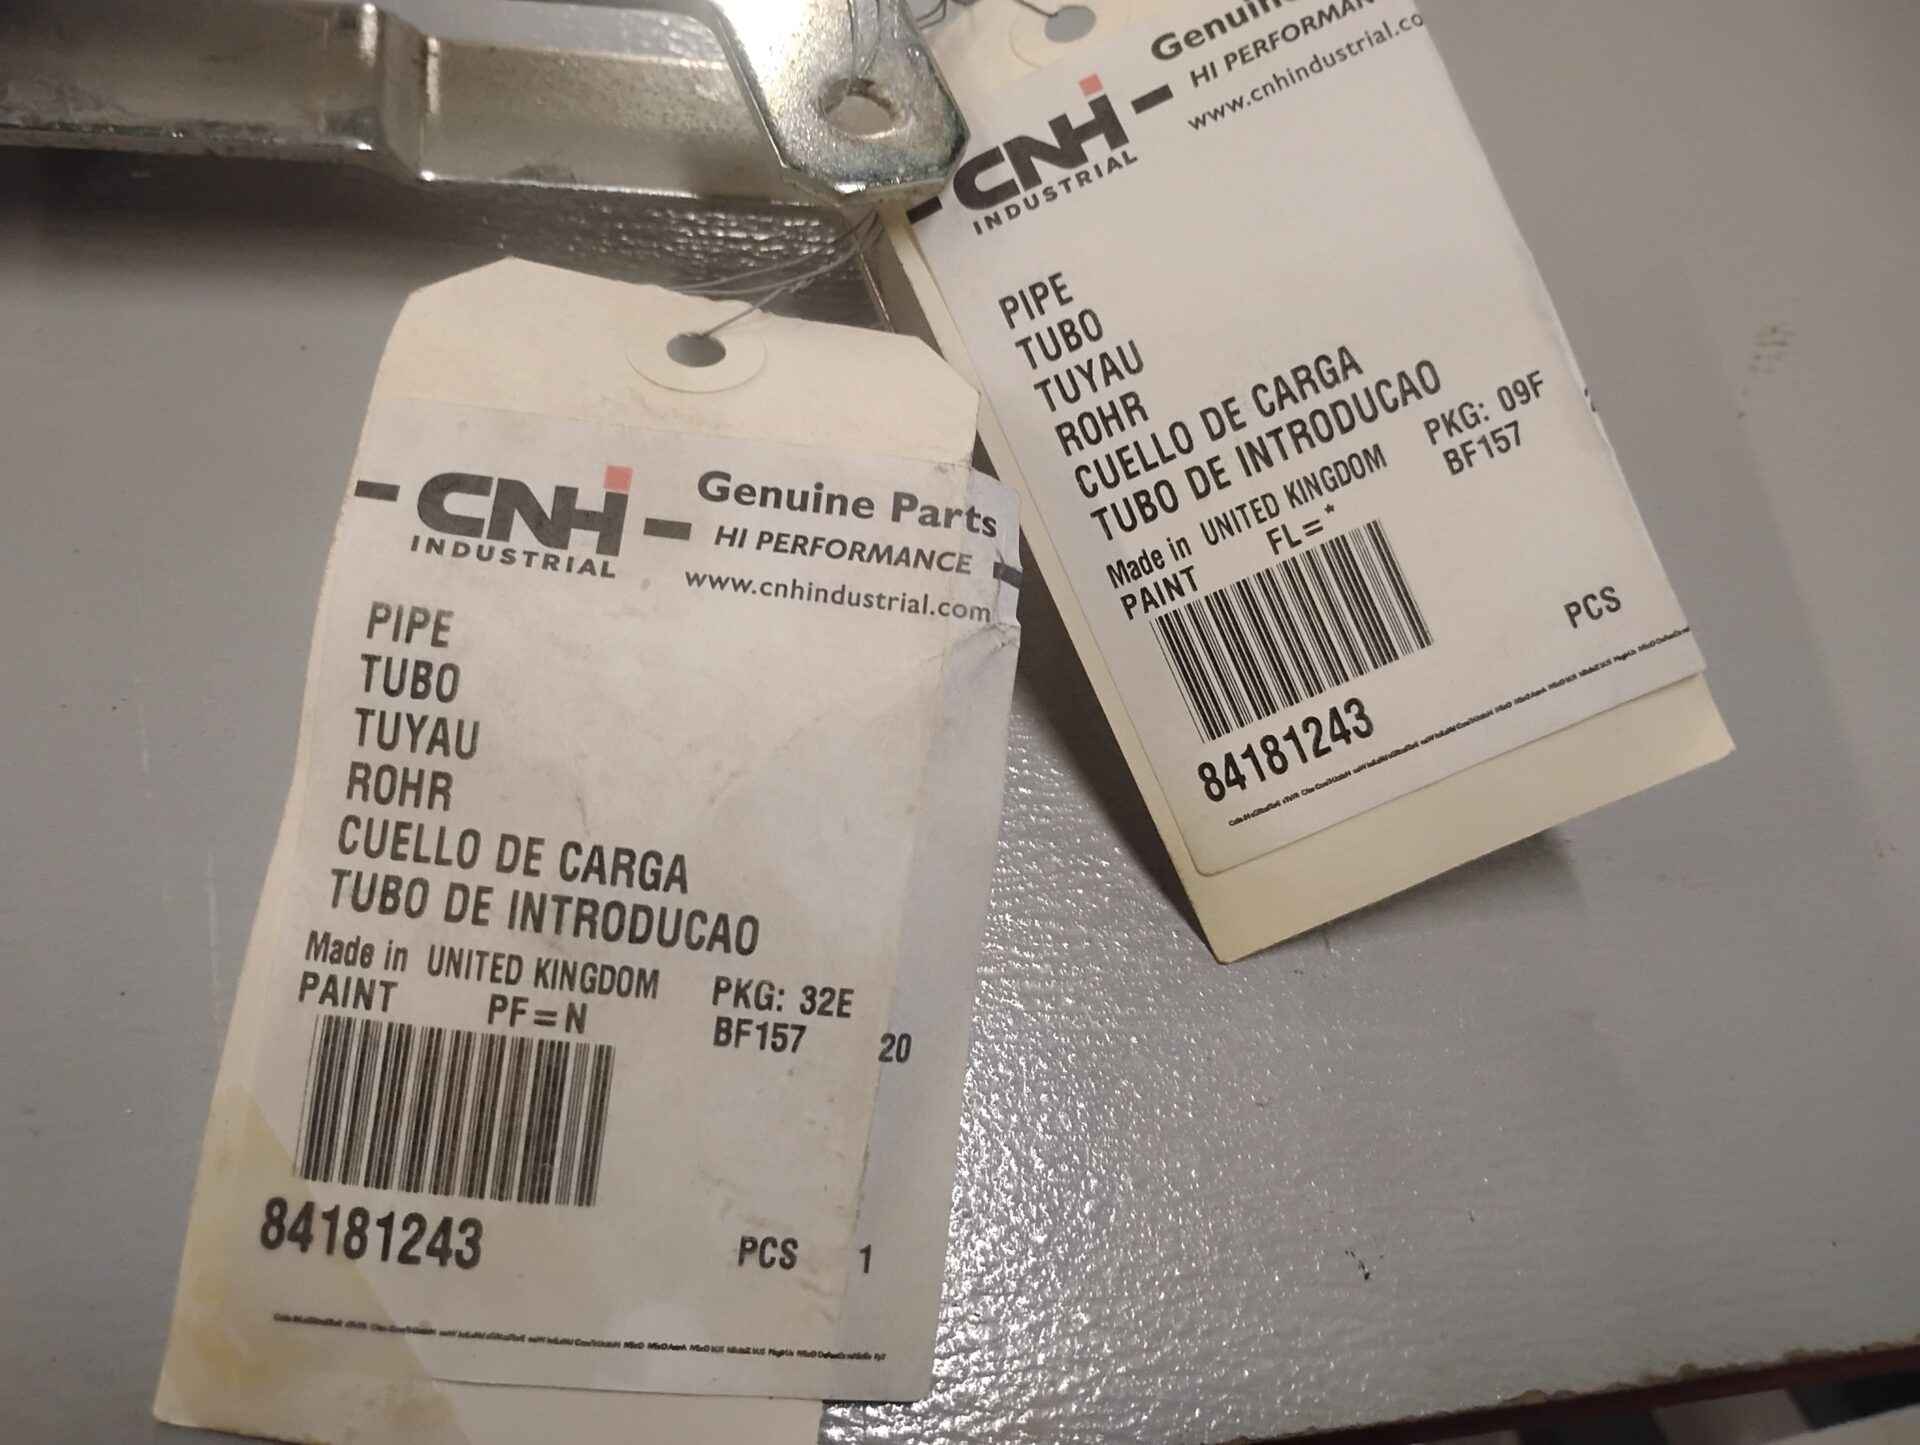 CNH
INDUSTRIAL
Genuine Parts
HI PERFORMANCE
www.cnhindustrial.com
PIPE
TUBO
TUYAU
ROHR
CUELLO DE CARGA
TUBO DE INTRODUCAO
Made in UNITED KINGDOM PKG: 32E
PAINT PF=N BF157 20
84181243 PCS 1
CNH
INDUSTRIAL
HI
www.cnhindustrial.co
PIPE
TUBO
TUYAU
ROHR
CUELLO DE CARGA
TUBO DE INTRODUCAO
Made in UNITED KINGDOM PKG: 09F
PAINT FL=* BF157
84181243 PCS